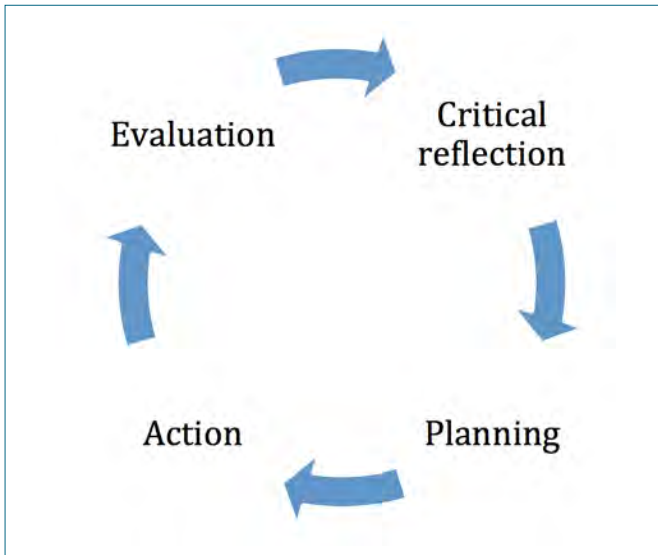 Evaluation
Critical
reflection
Action
Planning